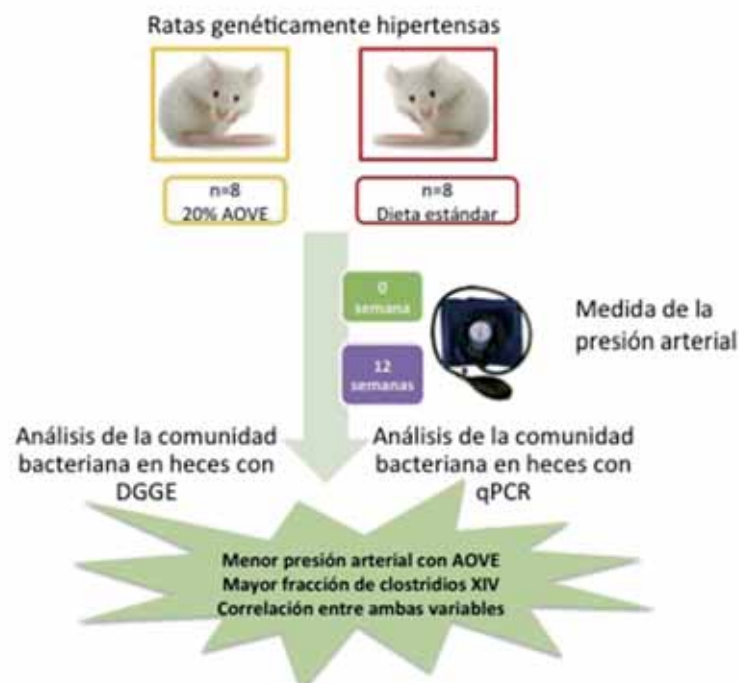 Ratas genéticamente hipertensas
n=8
20% AOVE
n=8
Dieta estándar
0
semana
12
semanas
Medida de la
presión arterial
Análisis de la comunidad
bacteriana en heces con
DGGE
Análisis de la comunidad
bacteriana en heces con
qPCR
Menor presión arterial con AOVE
Mayor fracción de clostridios XIV
Correlación entre ambas variables